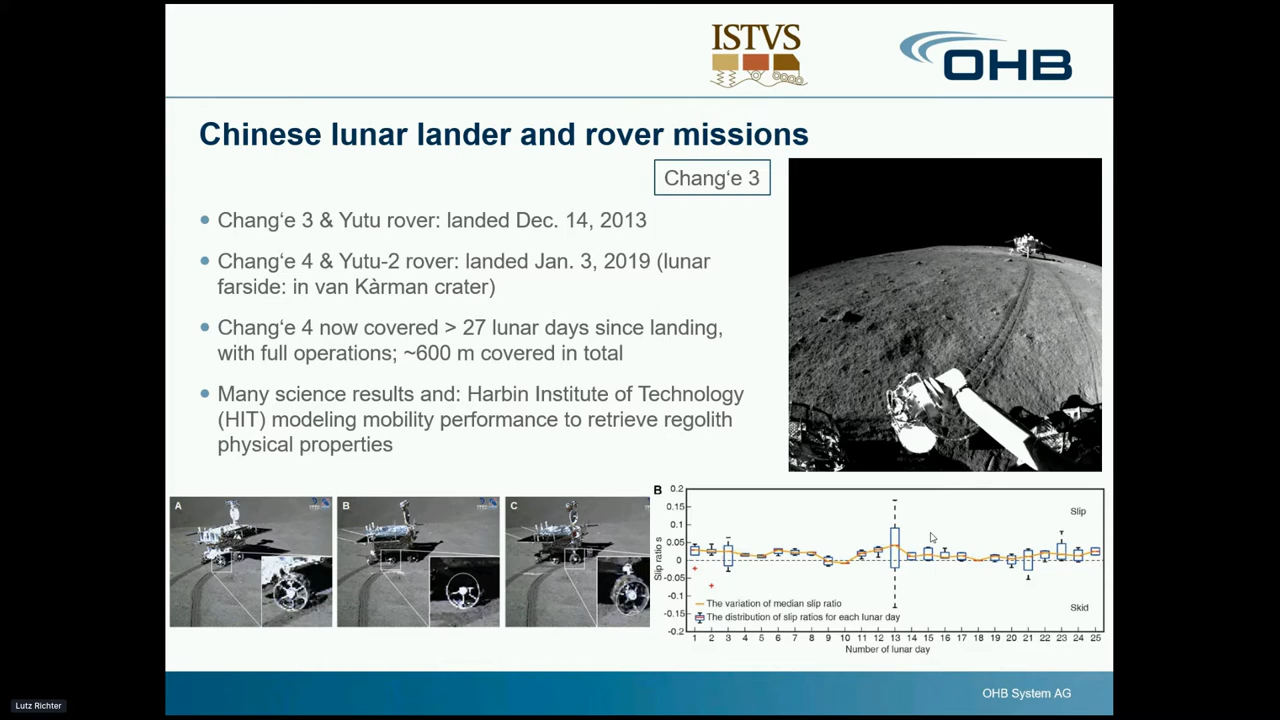 ISTVS
OHB
Chinese lunar lander and rover missions
Chang‘e 3
• Chang‘e 3 & Yutu rover: landed Dec. 14, 2013
• Chang‘e 4 & Yutu-2 rover: landed Jan. 3, 2019 (lunar
farside: in van Kàrman crater)
• Chang‘e 4 now covered > 27 lunar days since landing,
with full operations; ~600 m covered in total
• Many science results and: Harbin Institute of Technology
(HIT) modeling mobility performance to retrieve regolith
physical properties
A
B
C
B
0.2
0.15
0.1
0.05
0
-0.05
-0.1
-0.15
-0.2
Slip ratio s
Slip
Skid
The variation of median slip ratio
The distribution of slip ratios for each lunar day
1 2 3 4 5 6 7 8 9 10 11 12 13 14 15 16 17 18 19 20 21 22 23 24 25
Number of lunar day
OHB System AG
Lutz Richter